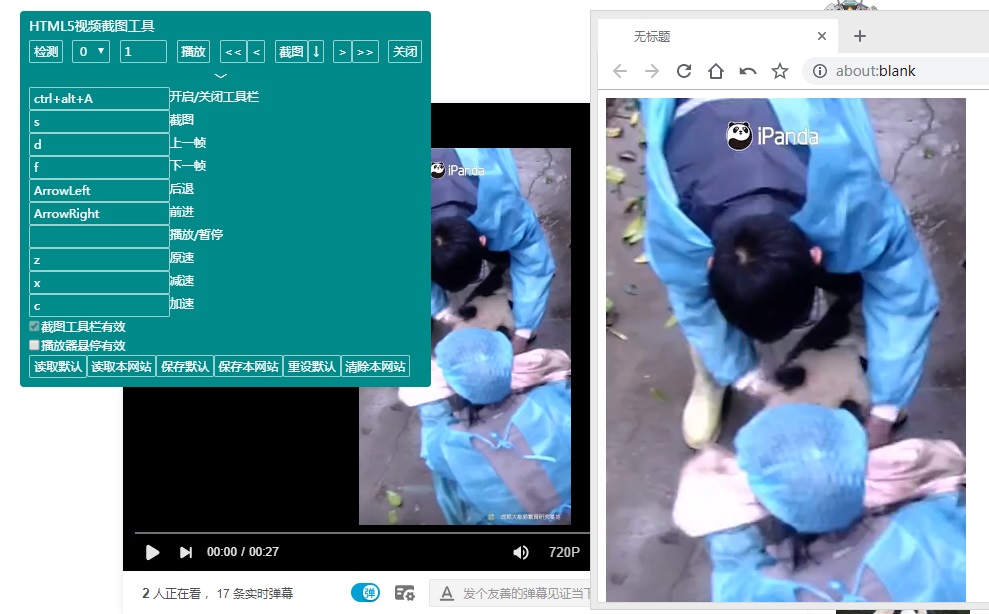 HTML5视频截图工具
检测 0 ▼ 1 播放 << < 截图 ↓ > >> 关闭
ctrl+alt+A 开启/关闭工具栏
s 截图
d 上一帧
f 下一帧
ArrowLeft 后退
ArrowRight 前进
播放/暂停
z 原速
x 减速
c 加速
截图工具栏有效
播放器悬停有效
读取默认 读取本网站 保存默认 保存本网站 重设默认 清除本网站
iPanda
00:00 / 00:27
720P
2 人正在看， 17 条实时弹幕
弹
A 发个友善的弹幕见证当下
无标题
about:blank
iPanda